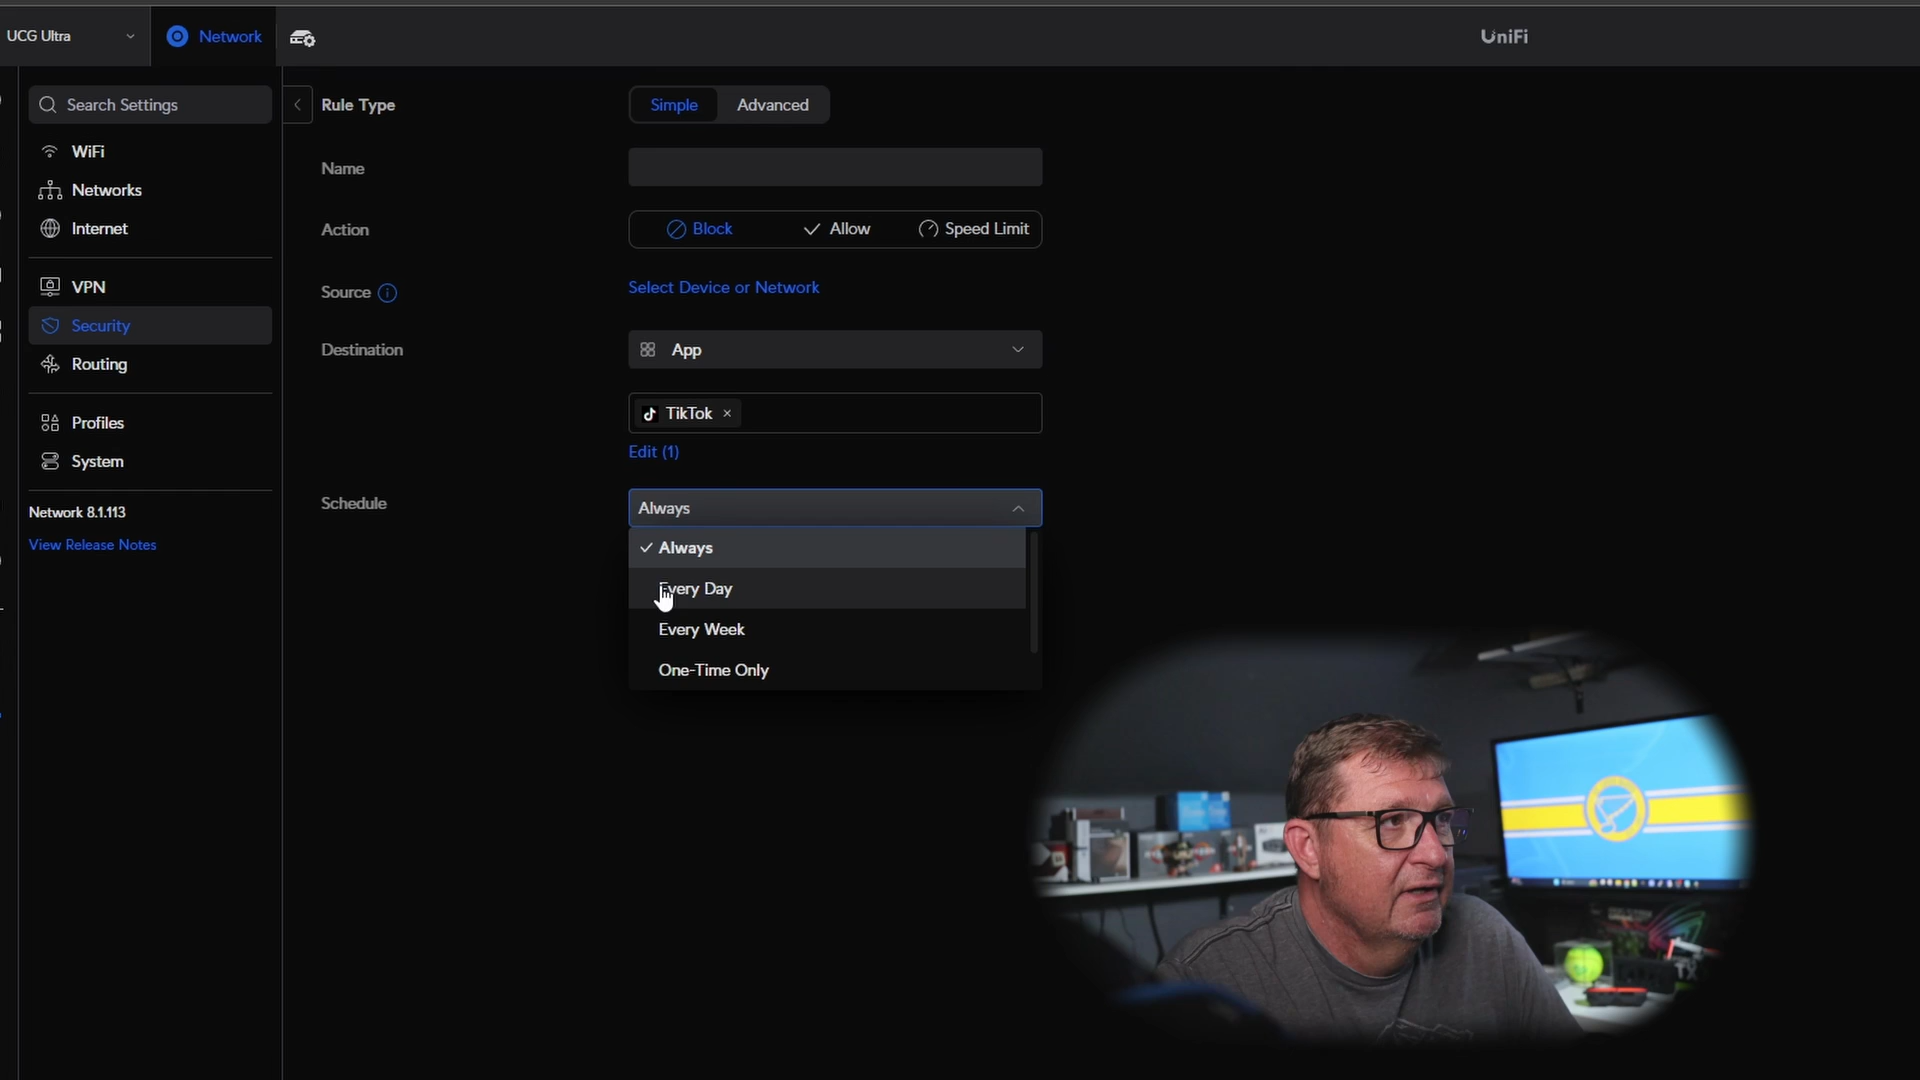 UCG Ultra
Network
UniFi
Search Settings
WiFi
Networks
Internet
VPN
Security
Routing
Profiles
System
Network 8.1.113
View Release Notes
Rule Type
Simple
Advanced
Name
Action
Block
Allow
Speed Limit
Source
Select Device or Network
Destination
App
TikTok ×
Edit (1)
Schedule
Always
Always
Every Day
Every Week
One-Time Only